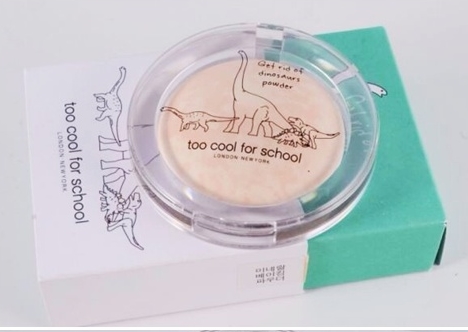 Get rid of
dinosaurs
powder
too cool for school
LONDON NEWYORK
too cool for school
LONDON NEWYORK